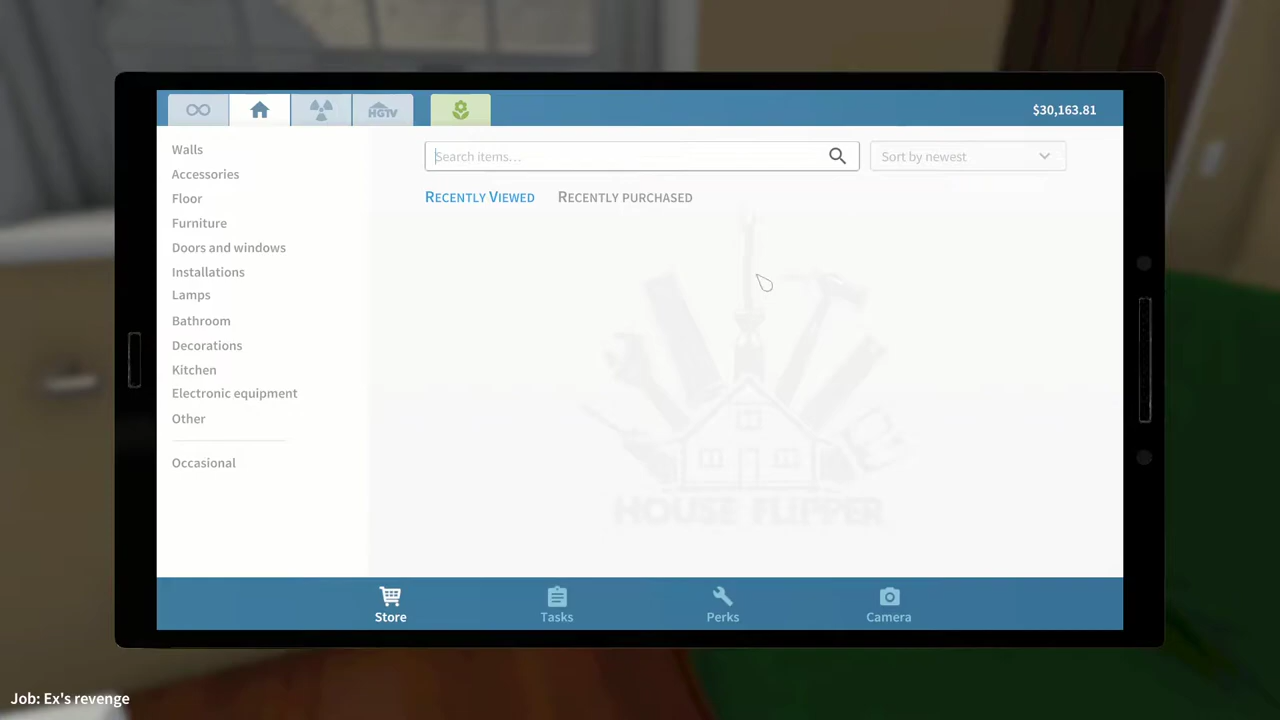 HGTV
$30,163.81
Walls
Accessories
Floor
Furniture
Doors and windows
Installations
Lamps
Bathroom
Decorations
Kitchen
Electronic equipment
Other
Occasional
Search items...
Sort by newest
RECENTLY VIEWED
RECENTLY PURCHASED
HOUSE FLIPPER
Store
Tasks
Perks
Camera
Job: Ex's revenge